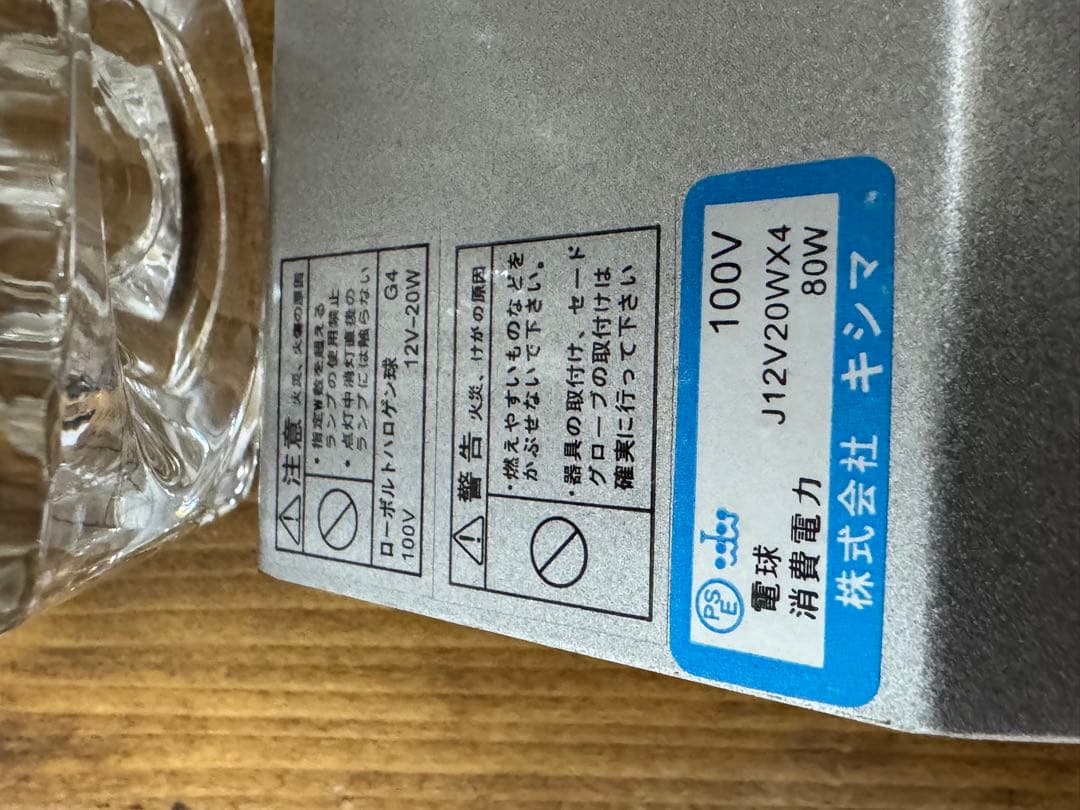 注意 火災、火傷の原因
・指定W数を超える
ランプの使用禁止
・点灯中消灯直後の
ランプには触らない
ローボルトハロゲン球 G4
100V 12V-20W
警告 火災、けがの原因
・燃えやすいものなどを
かぶせないで下さい。
・器具の取付け、セード
グローブの取付けは
確実に行って下さい
PSE 100V
電球 J12V20WX4
消費電力 80W
株式会社 キシマ